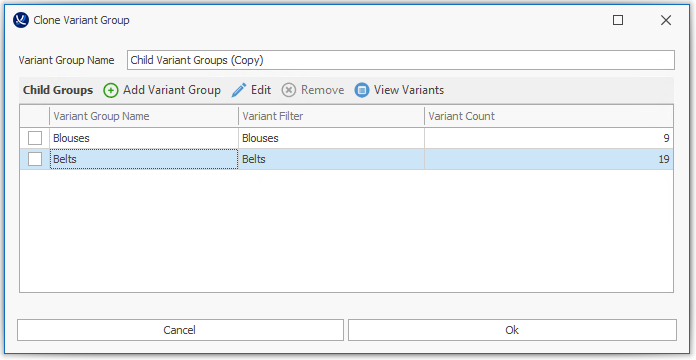 Clone Variant Group
Variant Group Name Child Variant Groups (Copy)
Child Groups Add Variant Group Edit Remove View Variants
Variant Group Name Variant Filter Variant Count
Blouses Blouses 9
Belts Belts 19
Cancel Ok